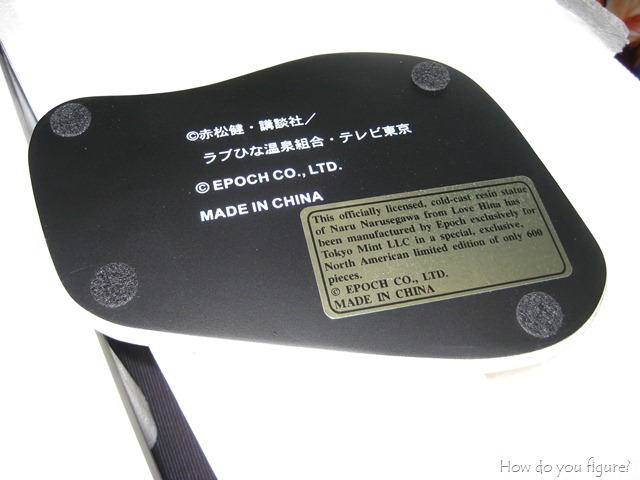 ©赤松健・講談社／
ラブひな温泉組合・テレビ東京
© EPOCH CO., LTD.
MADE IN CHINA
This officially licensed, cold-cast resin statue
of Naru Narusegawa from Love Hina has
been manufactured by Epoch exclusively for
Tokyo Mint LLC in a special, exclusive,
North American limited edition of only 600
pieces.
© EPOCH CO., LTD.
MADE IN CHINA
How do you figure?